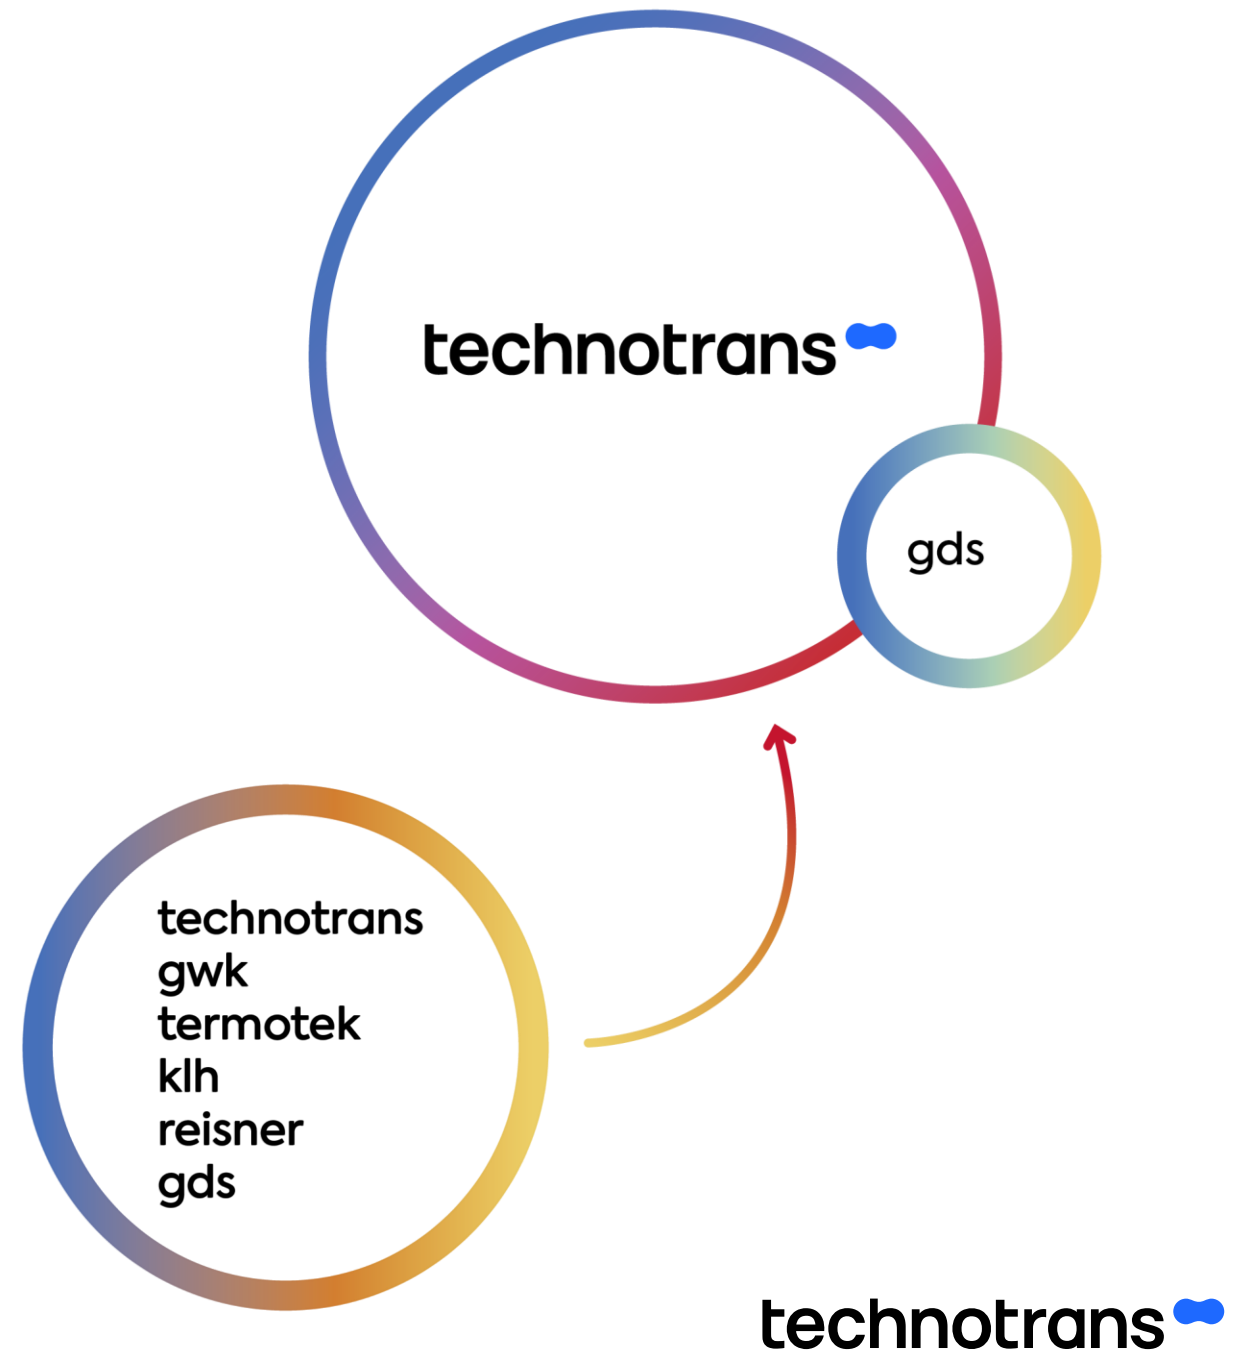 technotrans
gds
technotrans
gwk
termotek
klh
reisner
gds
technotrans